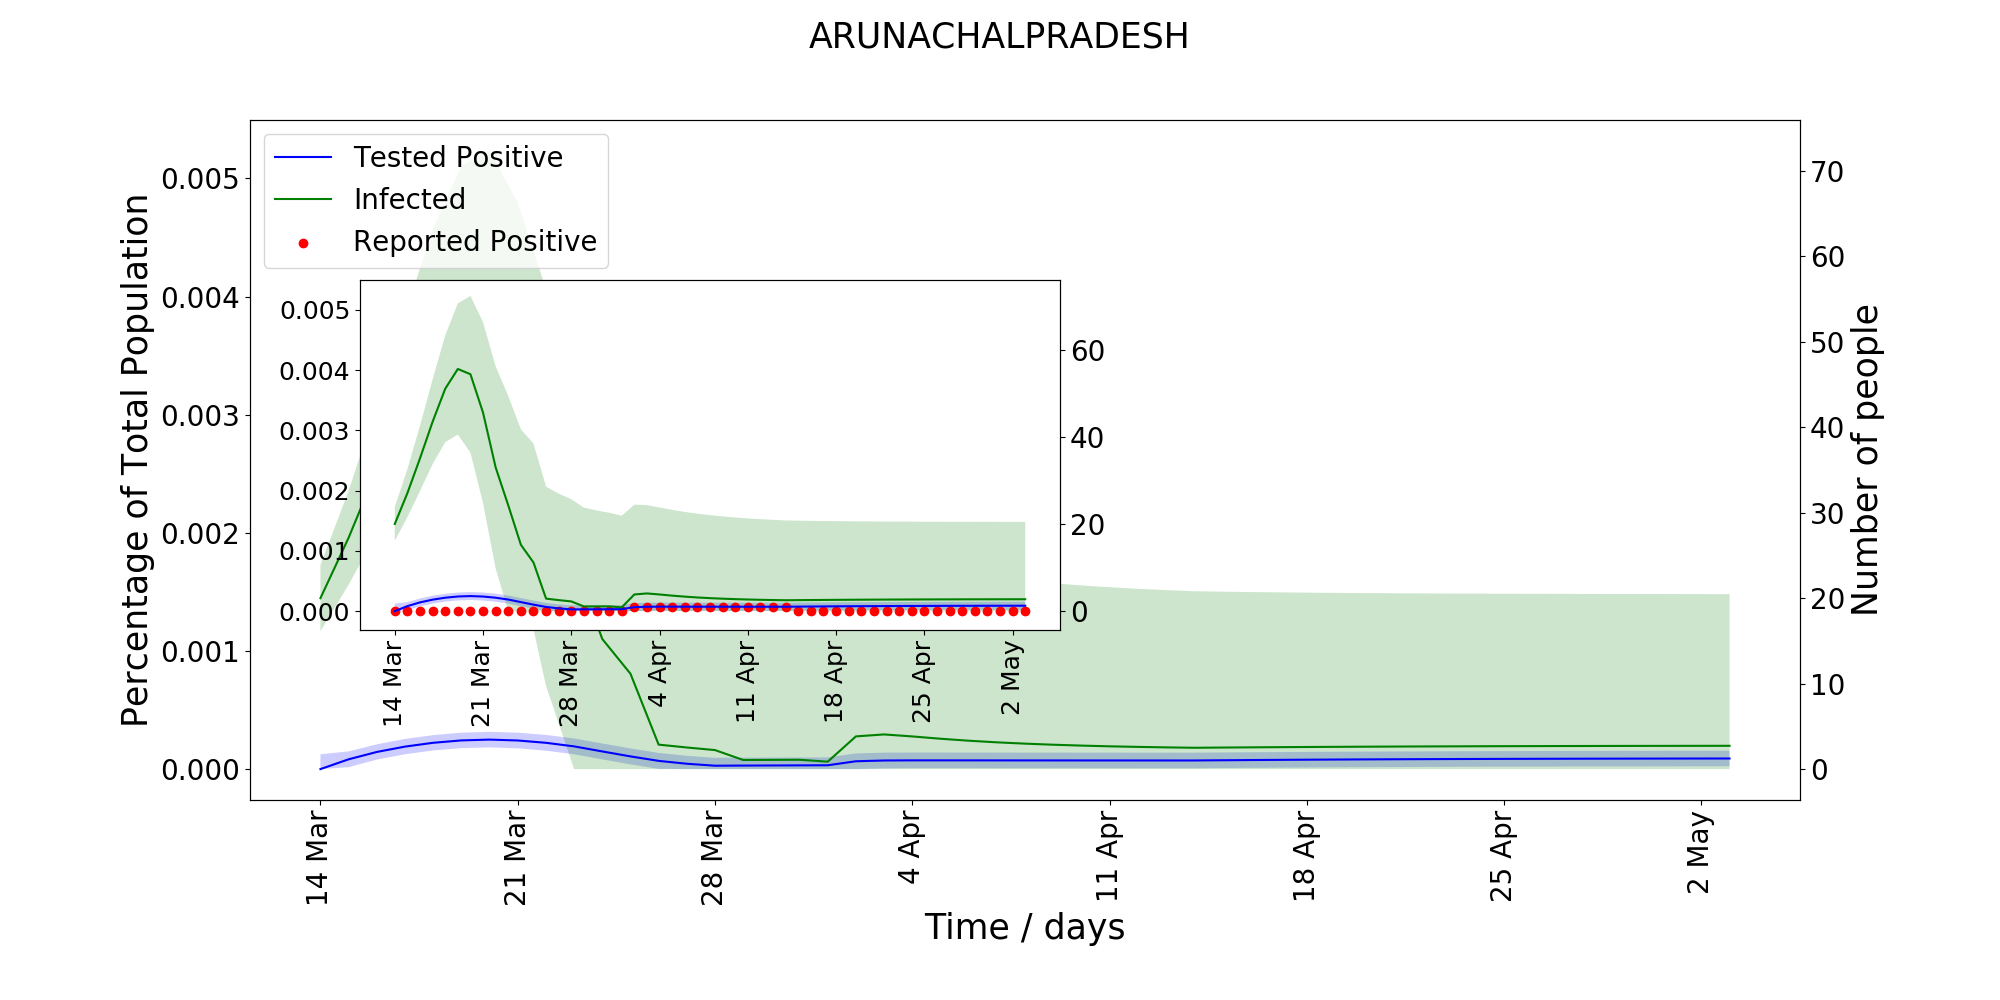 ARUNACHALPRADESH
Tested Positive
Infected
Reported Positive
Percentage of Total Population
0.005
0.004
0.003
0.002
0.001
0.000
70
60
50
40
30
20
10
0
Number of people
0.005
0.004
0.003
0.002
0.001
0.000
60
40
20
0
14 Mar
21 Mar
28 Mar
4 Apr
11 Apr
18 Apr
25 Apr
2 May
14 Mar
21 Mar
28 Mar
4 Apr
11 Apr
18 Apr
25 Apr
2 May
Time / days